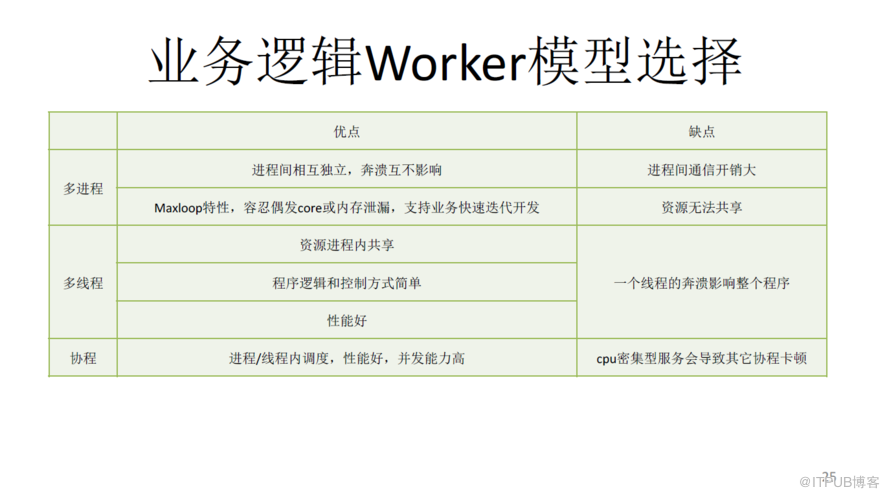 业务逻辑Worker模型选择
优点
缺点
多进程
进程间相互独立，奔溃互不影响
进程间通信开销大
Maxloop特性，容忍偶发core或内存泄漏，支持业务快速迭代开发
资源无法共享
多线程
资源进程内共享
程序逻辑和控制方式简单
性能好
一个线程的奔溃影响整个程序
协程
进程/线程内调度，性能好，并发能力高
cpu密集型服务会导致其它协程卡顿
25
@ITPUB博客